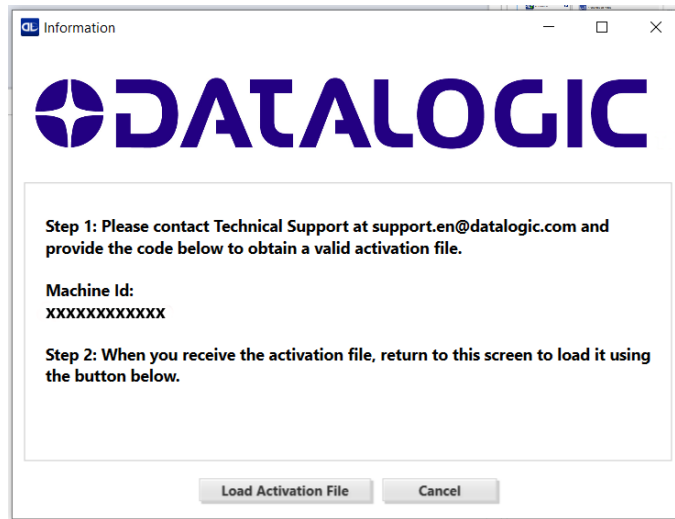 Information
DATALOGIC
Step 1: Please contact Technical Support at support.en@datalogic.com and
provide the code below to obtain a valid activation file.
Machine Id:
xxxxxxxxxxxx
Step 2: When you receive the activation file, return to this screen to load it using
the button below.
Load Activation File
Cancel